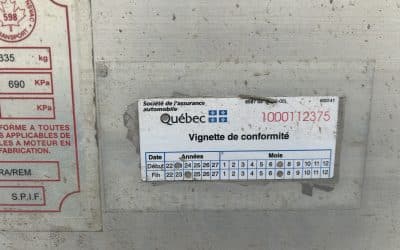 598
TRANSPORT
335 kg
690 KPa
KPa
FORME A TOUTES
APPLICABLES DE
A MOTEUR EN
FABRICATION.
RA/REM
S.P.I.F.
Société de l'assurance
automobile
Québec
1000112375
Vignette de conformité
Date Années Mois
Début 22 24 25 26 27 1 2 3 4 5 6 7 8 9 10 11 12
Fin 22 23 25 26 27 1 2 3 4 5 6 7 8 9 10 11 12